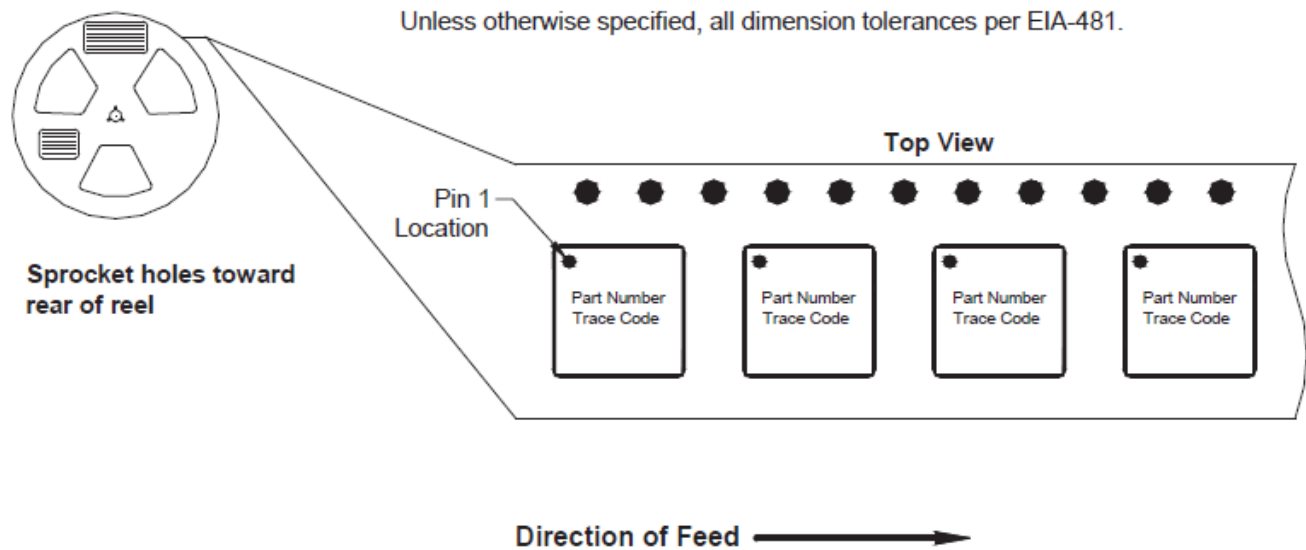 Unless otherwise specified, all dimension tolerances per EIA-481.
Top View
Pin 1
Location
Sprocket holes toward
rear of reel
Part Number
Trace Code
Part Number
Trace Code
Part Number
Trace Code
Part Number
Trace Code
Direction of Feed